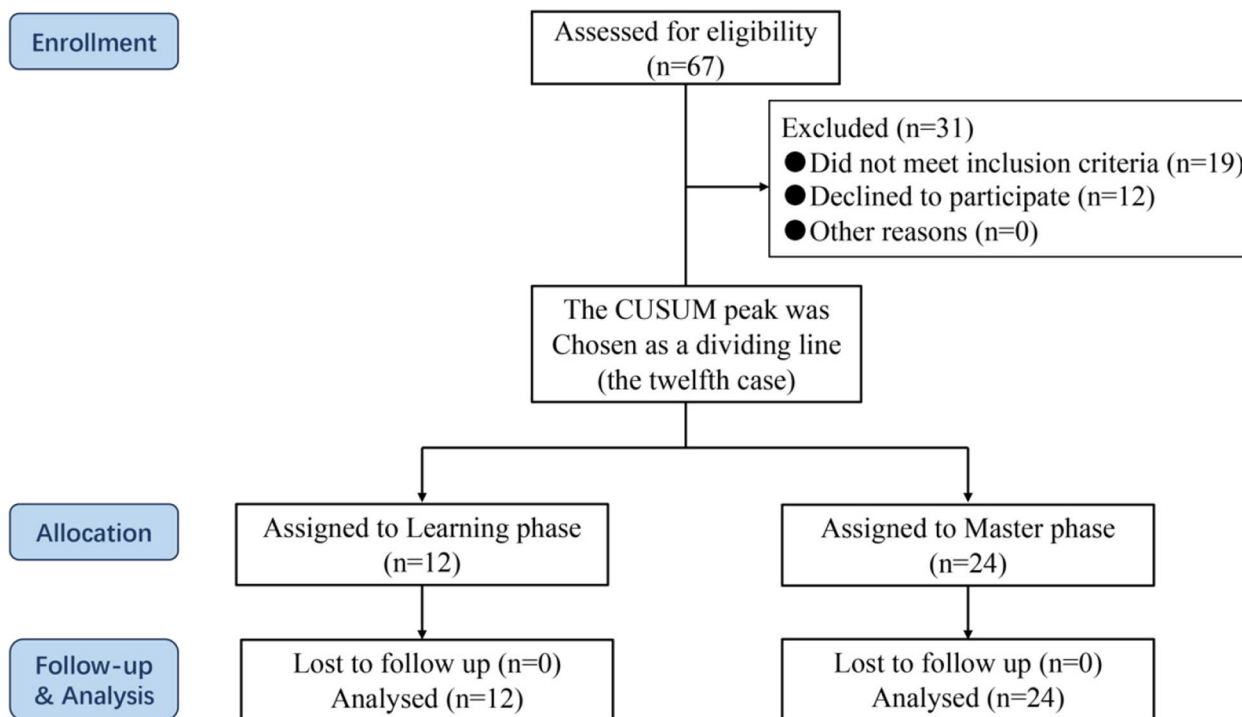 Enrollment
Assessed for eligibility
(n=67)
Excluded (n=31)
●Did not meet inclusion criteria (n=19)
●Declined to participate (n=12)
●Other reasons (n=0)
The CUSUM peak was
Chosen as a dividing line
(the twelfth case)
Allocation
Assigned to Learning phase
(n=12)
Assigned to Master phase
(n=24)
Follow-up
& Analysis
Lost to follow up (n=0)
Analysed (n=12)
Lost to follow up (n=0)
Analysed (n=24)